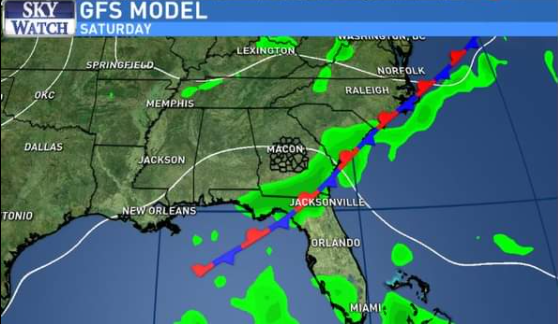 SKY
WATCH
GFS MODEL
SATURDAY
WASHINGTON, DC
LEXINGTON
SPRINGFIELD
NORFOLK
OKC
RALEIGH
MEMPHIS
DALLAS
MACON
JACKSON
JACKSONVILLE
TONIO
NEW ORLEANS
ORLANDO
MIAMI